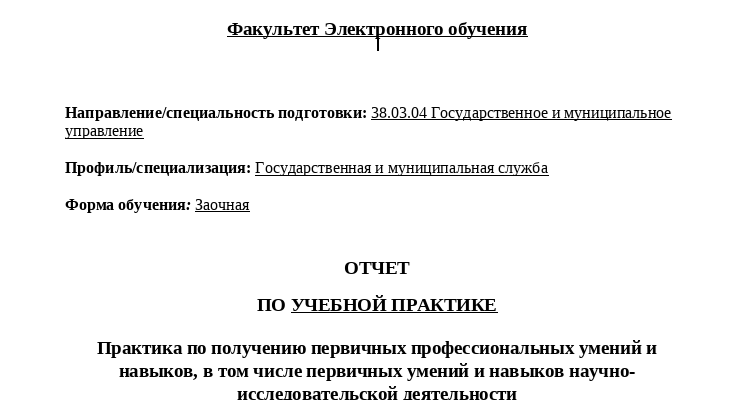 Факультет Электронного обучения
Направление/специальность подготовки: 38.03.04 Государственное и муниципальное
управление
Профиль/специализация: Государственная и муниципальная служба
Форма обучения: Заочная
ОТЧЕТ
ПО УЧЕБНОЙ ПРАКТИКЕ
Практика по получению первичных профессиональных умений и
навыков, в том числе первичных умений и навыков научно-
исследовательской деятельности